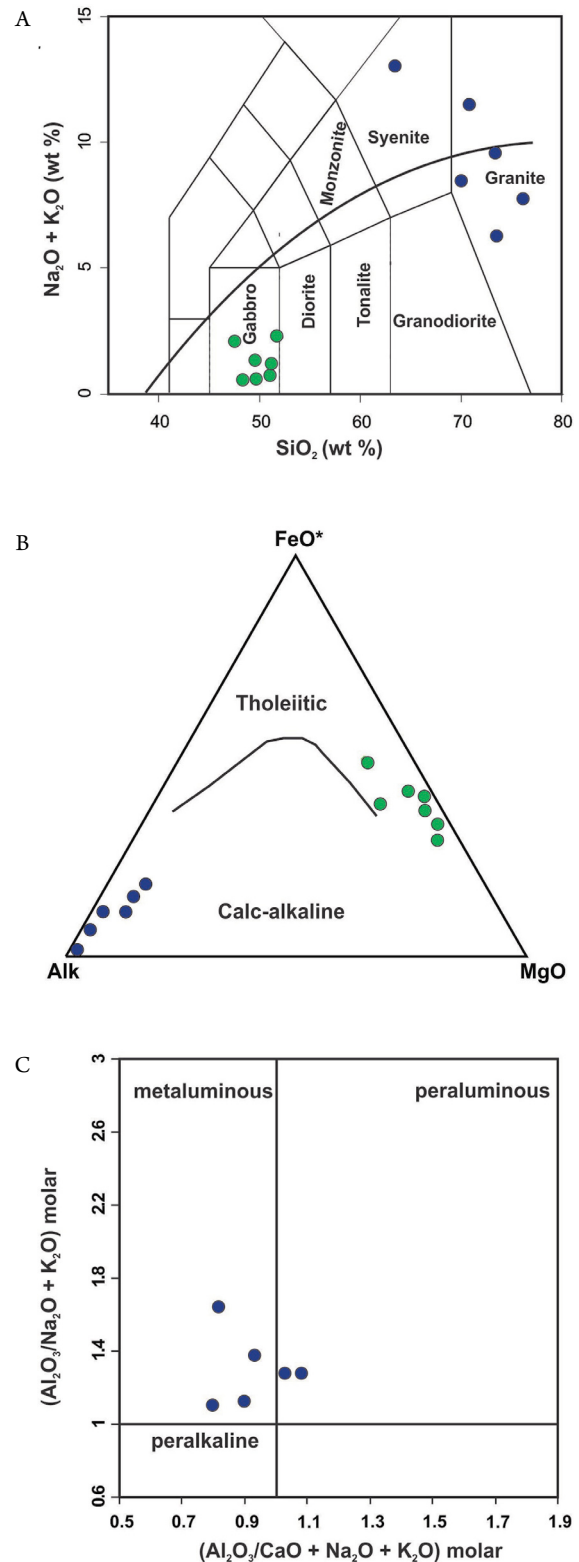 A
15
10
5
0
Na₂O + K₂O (wt %)
Monzonite
Syenite
Granite
Gabbro
Diorite
Tonalite
Granodiorite
40
50
60
70
80
SiO₂ (wt %)
B
FeO*
Tholeiitic
Calc-alkaline
Alk
MgO
C
3
2.6
2.2
1.8
1.4
1
0.6
(Al₂O₃/Na₂O + K₂O) molar
metaluminous
peraluminous
peralkaline
0.5
0.7
0.9
1.1
1.3
1.5
1.7
1.9
(Al₂O₃/CaO + Na₂O + K₂O) molar